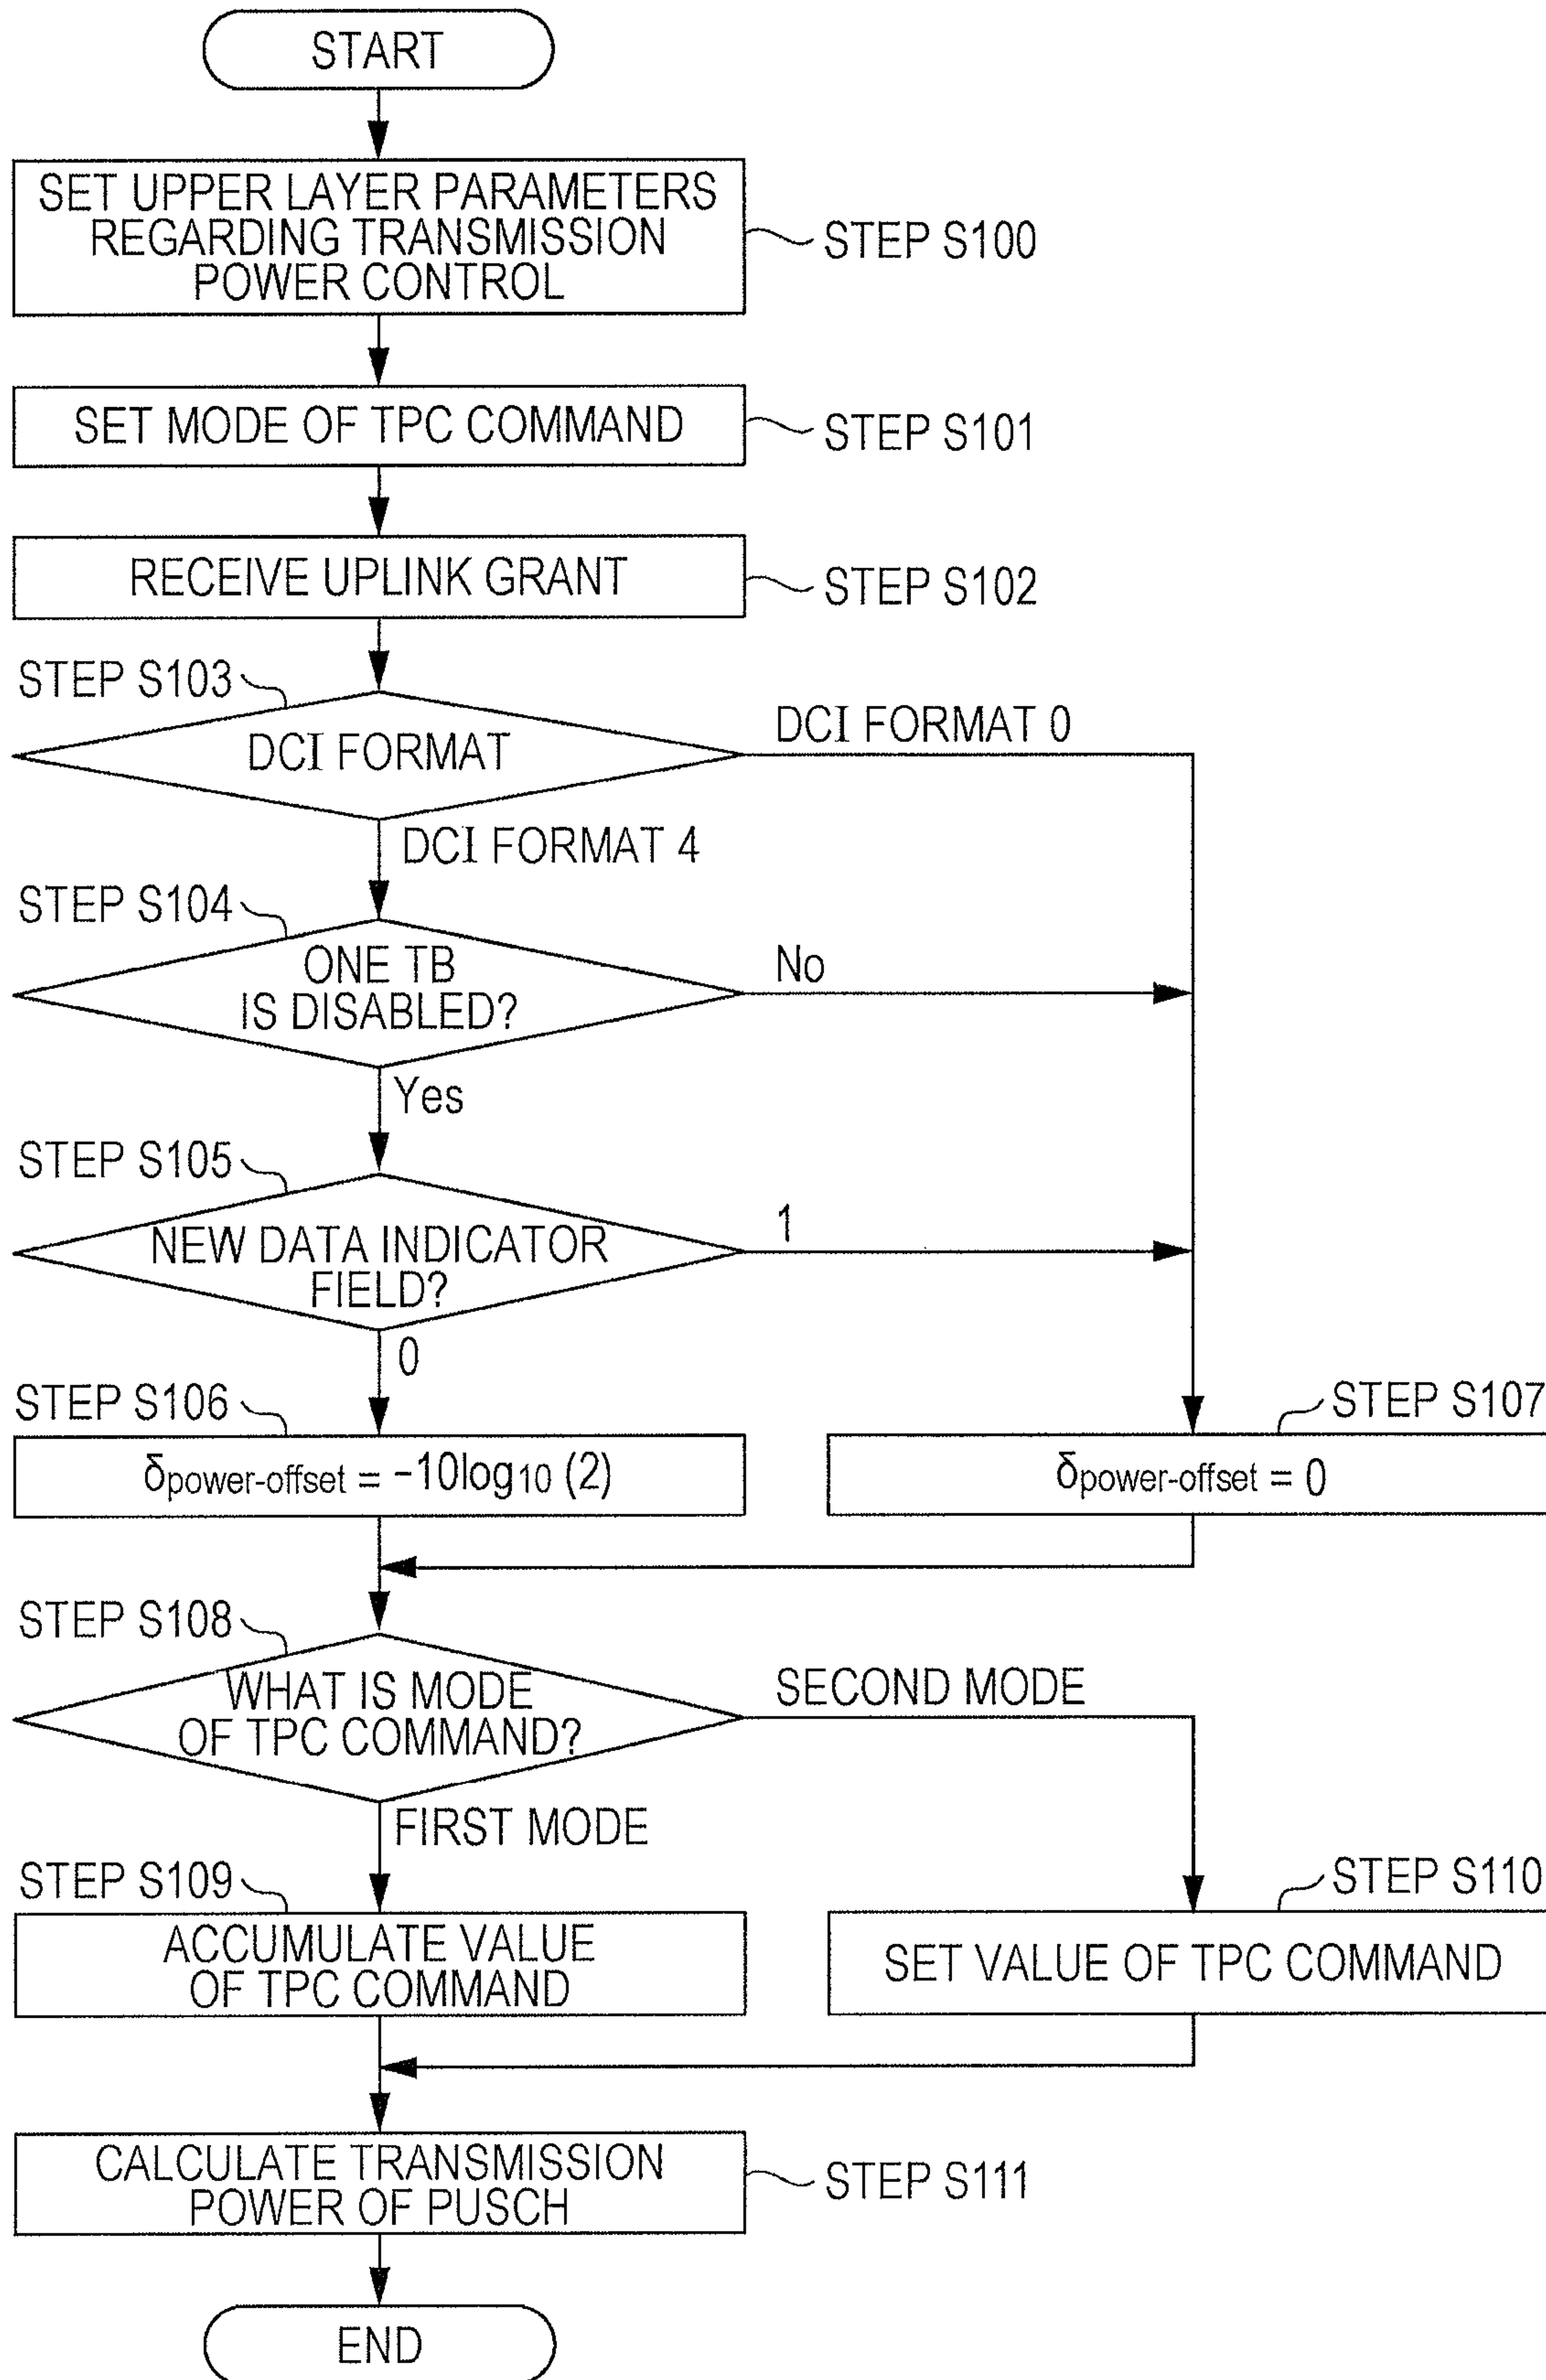 START
SET UPPER LAYER PARAMETERS
REGARDING TRANSMISSION
POWER CONTROL
STEP S100
SET MODE OF TPC COMMAND
STEP S101
RECEIVE UPLINK GRANT
STEP S102
STEP S103
DCI FORMAT
DCI FORMAT 0
DCI FORMAT 4
STEP S104
ONE TB
IS DISABLED?
No
Yes
STEP S105
NEW DATA INDICATOR
FIELD?
1
0
STEP S106
δpower-offset = −10log10 (2)
STEP S107
δpower-offset = 0
STEP S108
WHAT IS MODE
OF TPC COMMAND?
SECOND MODE
FIRST MODE
STEP S109
ACCUMULATE VALUE
OF TPC COMMAND
STEP S110
SET VALUE OF TPC COMMAND
CALCULATE TRANSMISSION
POWER OF PUSCH
STEP S111
END